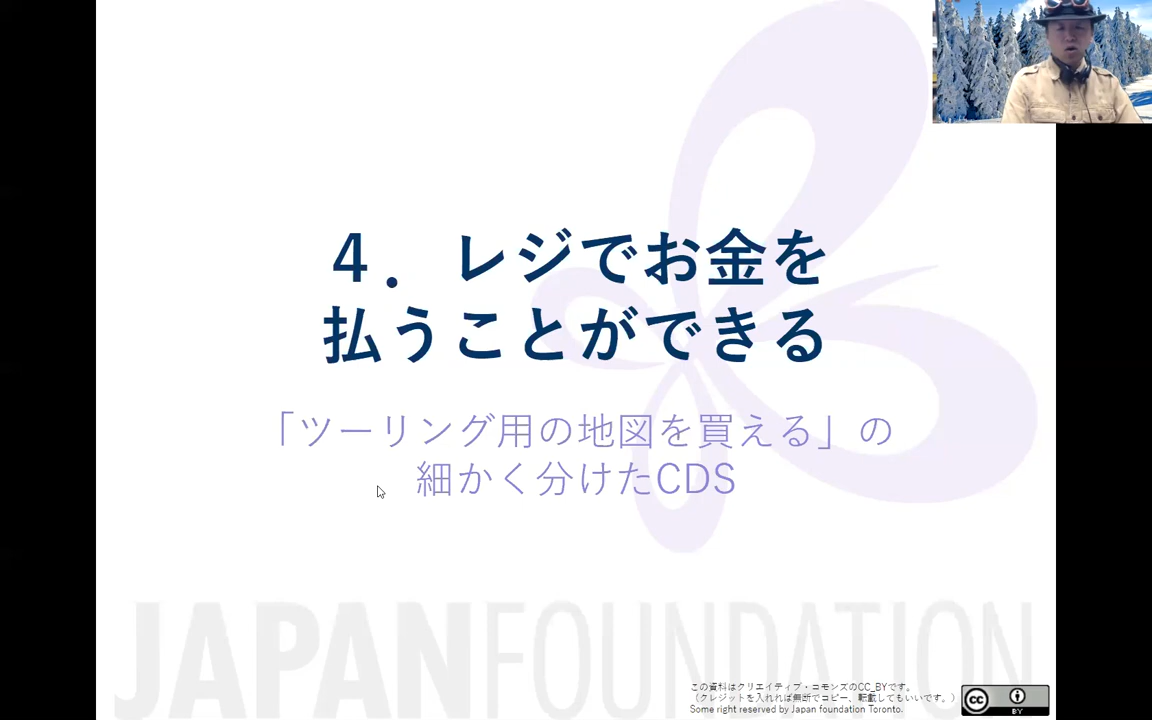 4．レジでお金を
払うことができる
「ツーリング用の地図を買える」の
細かく分けたCDS
JAPANFOUNDATION
この資料はクリエイティブ・コモンズのCC_BYです。
（クレジットを入れれば無断でコピー、転載してもいいです。）
Some right reserved by Japan foundation Toronto.
cc
BY